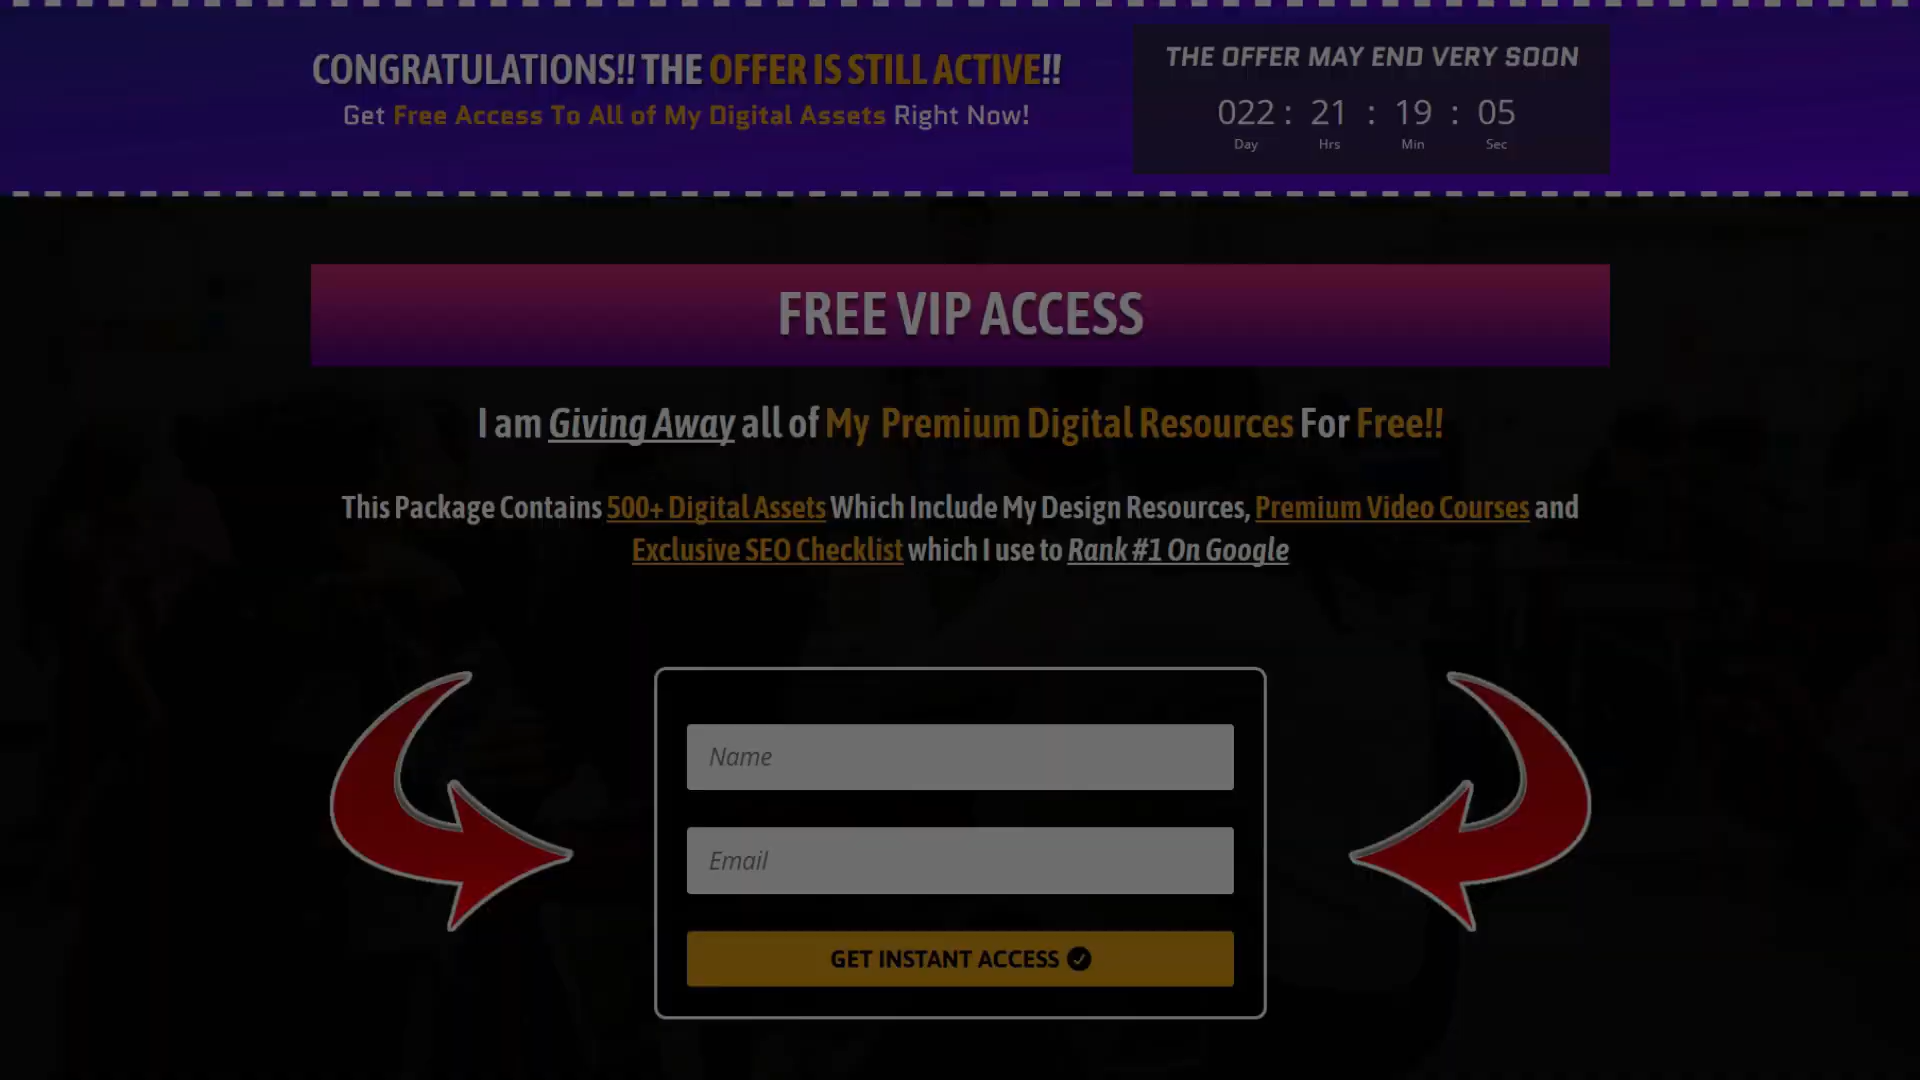 CONGRATULATIONS!! THE OFFER IS STILL ACTIVE!!
Get Free Access To All of My Digital Assets Right Now!
THE OFFER MAY END VERY SOON
022 : 21 : 19 : 05
Day Hrs Min Sec
FREE VIP ACCESS
I am Giving Away all of My Premium Digital Resources For Free!!
This Package Contains 500+ Digital Assets Which Include My Design Resources, Premium Video Courses and
Exclusive SEO Checklist which I use to Rank #1 On Google
Name
Email
GET INSTANT ACCESS